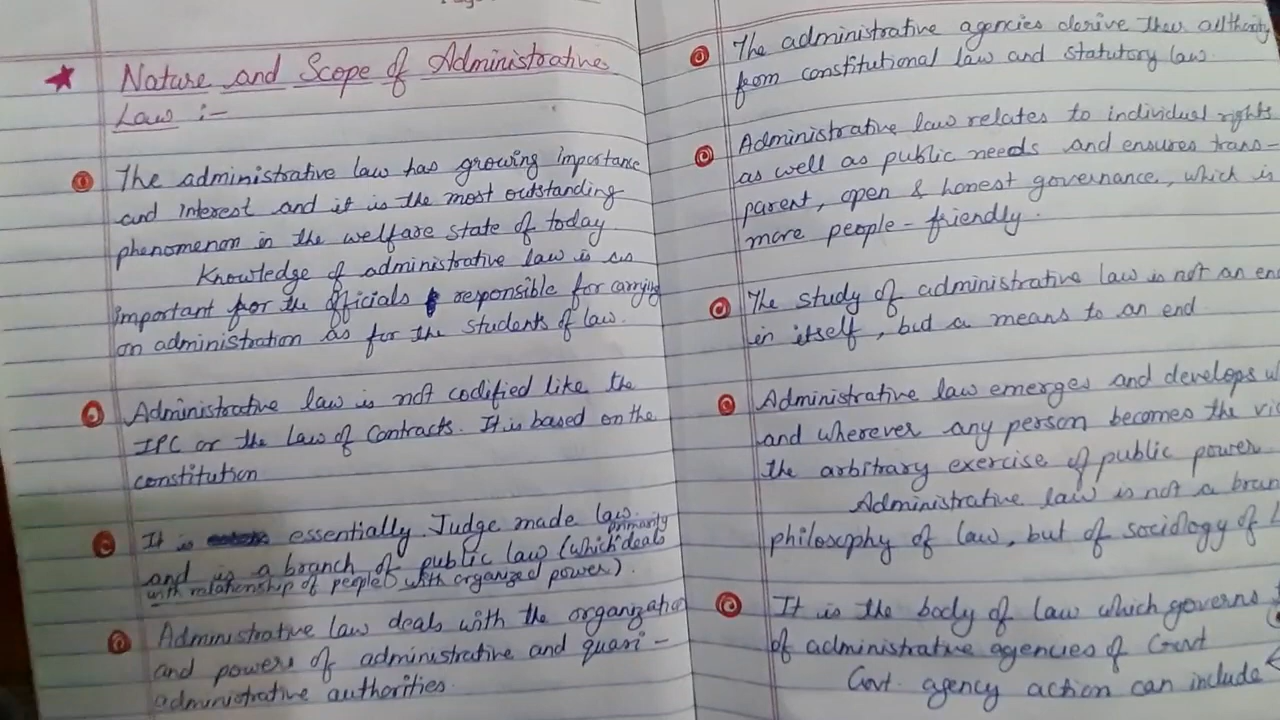 Nature and Scope of Administrative
Law :-
The administrative law has growing importance
and interest and it is the most outstanding
phenomenon in the welfare state of today.
Knowledge of administrative law is as
important for the officials responsible for carrying
on administration as for the students of law.
Administrative law is not codified like the
IPC or the law of Contracts. It is based on the
constitution
It is essentially Judge made law.
and is a branch of public law (which deals primarily
with relationship of people with organized power).
Administrative law deals with the organization
and powers of administrative and quasi-
administrative authorities.
The administrative agencies derive their authority
from constitutional law and statutory law.
Administrative law relates to individual rights
as well as public needs and ensures trans-
parent, open & honest governance, which is
more people-friendly.
The study of administrative law is not an en
in itself, but a means to an end.
Administrative law emerges and develops w
and wherever any person becomes the vi
the arbitrary exercise of public power.
Administrative law is not a bran
philosophy of law, but of sociology of
It is the body of law which governs
of administrative agencies of Govt
Govt. agency action can include